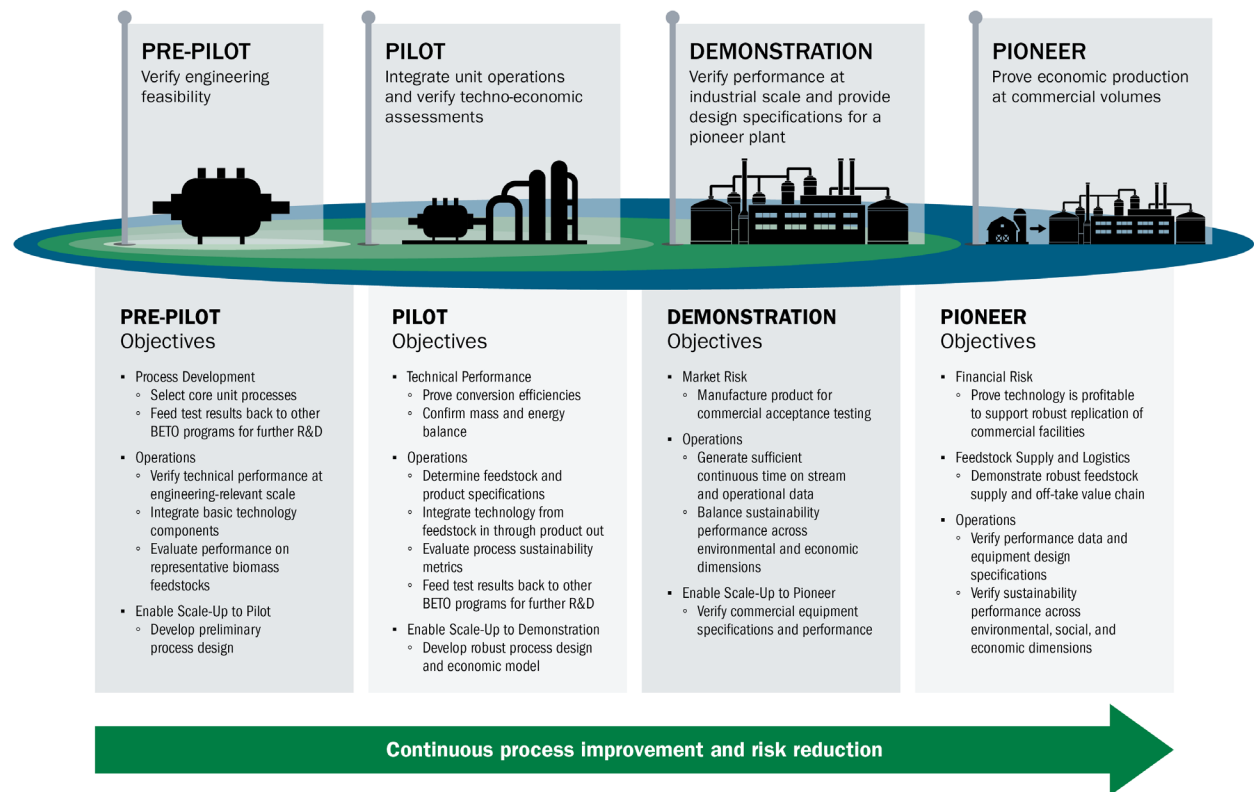 PRE-PILOT
Verify engineering
feasibility
PILOT
Integrate unit operations
and verify techno-economic
assessments
DEMONSTRATION
Verify performance at
industrial scale and provide
design specifications for a
pioneer plant
PIONEER
Prove economic production
at commercial volumes
PRE-PILOT
Objectives
▪ Process Development
◦ Select core unit processes
◦ Feed test results back to other
BETO programs for further R&D
▪ Operations
◦ Verify technical performance at
engineering-relevant scale
◦ Integrate basic technology
components
◦ Evaluate performance on
representative biomass
feedstocks
▪ Enable Scale-Up to Pilot
◦ Develop preliminary
process design
PILOT
Objectives
▪ Technical Performance
◦ Prove conversion efficiencies
◦ Confirm mass and energy
balance
▪ Operations
◦ Determine feedstock and
product specifications
◦ Integrate technology from
feedstock in through product out
◦ Evaluate process sustainability
metrics
◦ Feed test results back to other
BETO programs for further R&D
▪ Enable Scale-Up to Demonstration
◦ Develop robust process design
and economic model
DEMONSTRATION
Objectives
▪ Market Risk
◦ Manufacture product for
commercial acceptance testing
▪ Operations
◦ Generate sufficient
continuous time on stream
and operational data
◦ Balance sustainability
performance across
environmental and economic
dimensions
▪ Enable Scale-Up to Pioneer
◦ Verify commercial equipment
specifications and performance
PIONEER
Objectives
▪ Financial Risk
◦ Prove technology is profitable
to support robust replication of
commercial facilities
▪ Feedstock Supply and Logistics
◦ Demonstrate robust feedstock
supply and off-take value chain
▪ Operations
◦ Verify performance data and
equipment design
specifications
◦ Verify sustainability
performance across
environmental, social, and
economic dimensions
Continuous process improvement and risk reduction